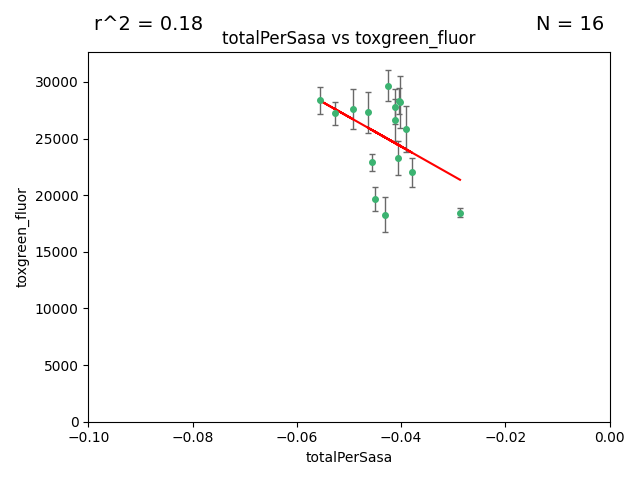 r^2 = 0.18
N = 16
totalPerSasa vs toxgreen_fluor
30000
25000
20000
15000
10000
5000
0
toxgreen_fluor
−0.10
−0.08
−0.06
−0.04
−0.02
0.00
totalPerSasa